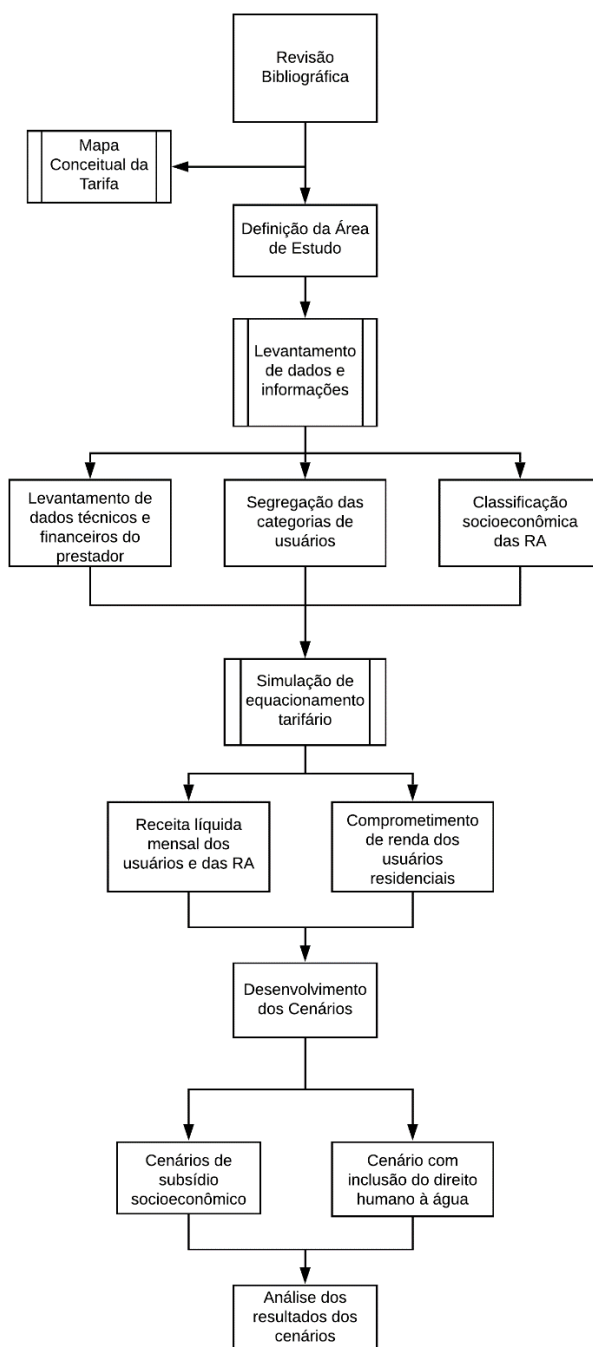 Revisão
Bibliográfica
Mapa
Conceitual da
Tarifa
Definição da Área
de Estudo
Levantamento
de dados e
informações
Levantamento de
dados técnicos e
financeiros do
prestador
Segregação das
categorias de
usuários
Classificação
socioeconômica
das RA
Simulação de
equacionamento
tarifário
Receita líquida
mensal dos
usuários e das RA
Comprometimento
de renda dos
usuários
residenciais
Desenvolvimento
dos Cenários
Cenários de
subsídio
socioeconômico
Cenário com
inclusão do direito
humano à água
Análise dos
resultados dos
cenários